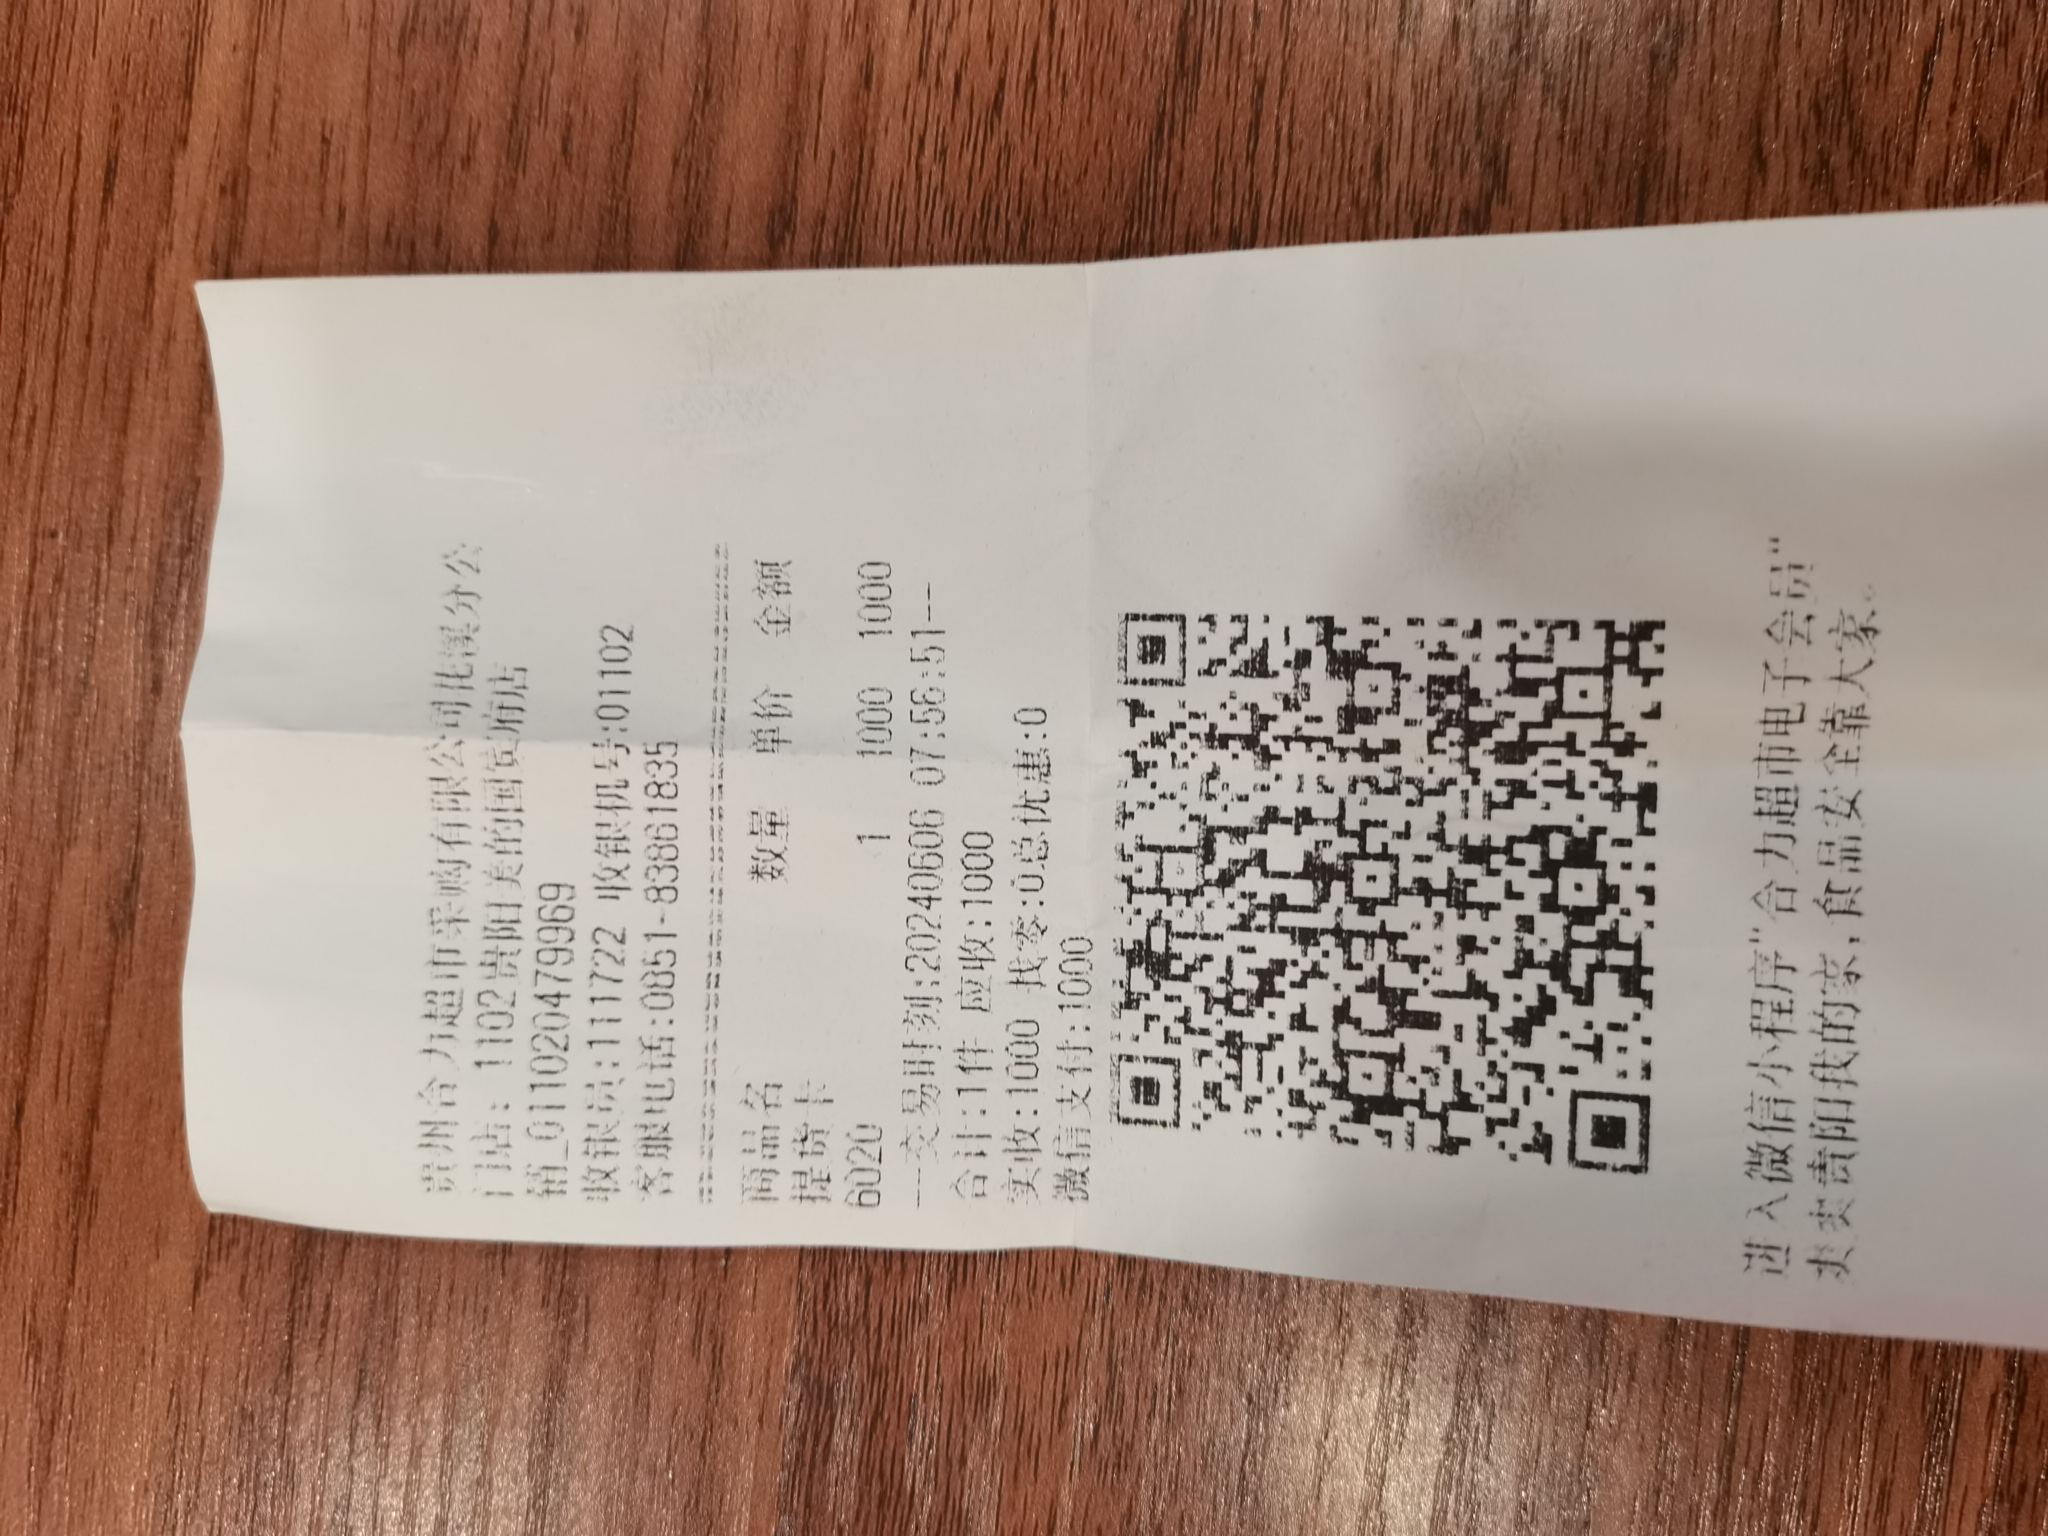 贵州合力超市采购有限公司花溪分公
门店: 1102贵阳美的国宾府店
销_0110204799969
收银员:111722 收银机号:01102
客服电话:0851-83861835
商品名 数量 单价 金额
提货卡
6020 1 1000 1000
---交易时刻:20240606 07:56:51---
合计:1件 应收:1000
实收:1000 找零:0总优惠:0
微信支付:1000
进入微信小程序"合力超市电子会员"
爽爽贵阳我的家,食品安全靠大家。